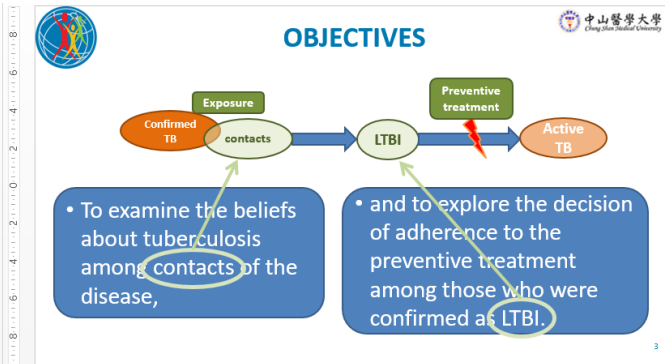 OBJECTIVES
中山醫學大學
Chung Shan Medical University
Exposure
Preventive
treatment
Confirmed
TB
contacts
LTBI
Active
TB
• To examine the beliefs
about tuberculosis
among contacts of the
disease,
• and to explore the decision
of adherence to the
preventive treatment
among those who were
confirmed as LTBI.
3